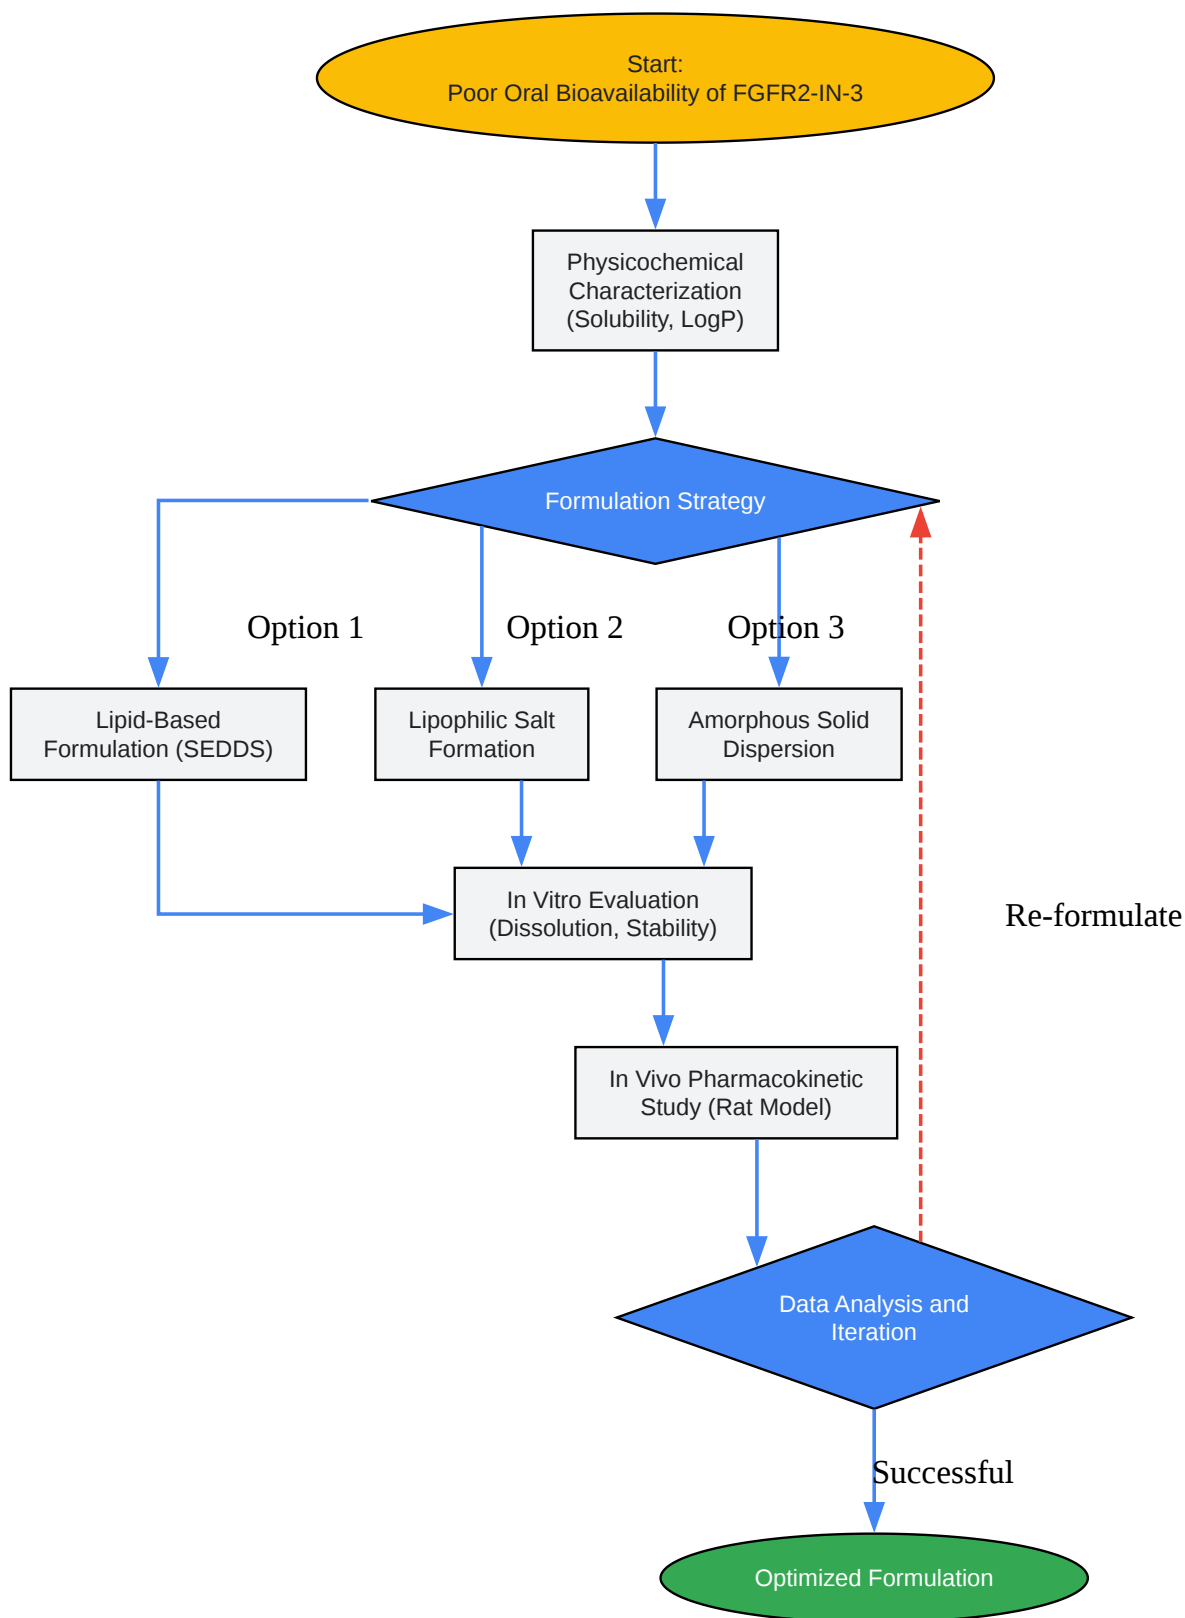 Start:
Poor Oral Bioavailability of FGFR2-IN-3
Physicochemical
Characterization
(Solubility, LogP)
Formulation Strategy
Option 1
Option 2
Option 3
Lipid-Based
Formulation (SEDDS)
Lipophilic Salt
Formation
Amorphous Solid
Dispersion
In Vitro Evaluation
(Dissolution, Stability)
Re-formulate
In Vivo Pharmacokinetic
Study (Rat Model)
Data Analysis and
Iteration
Successful
Optimized Formulation